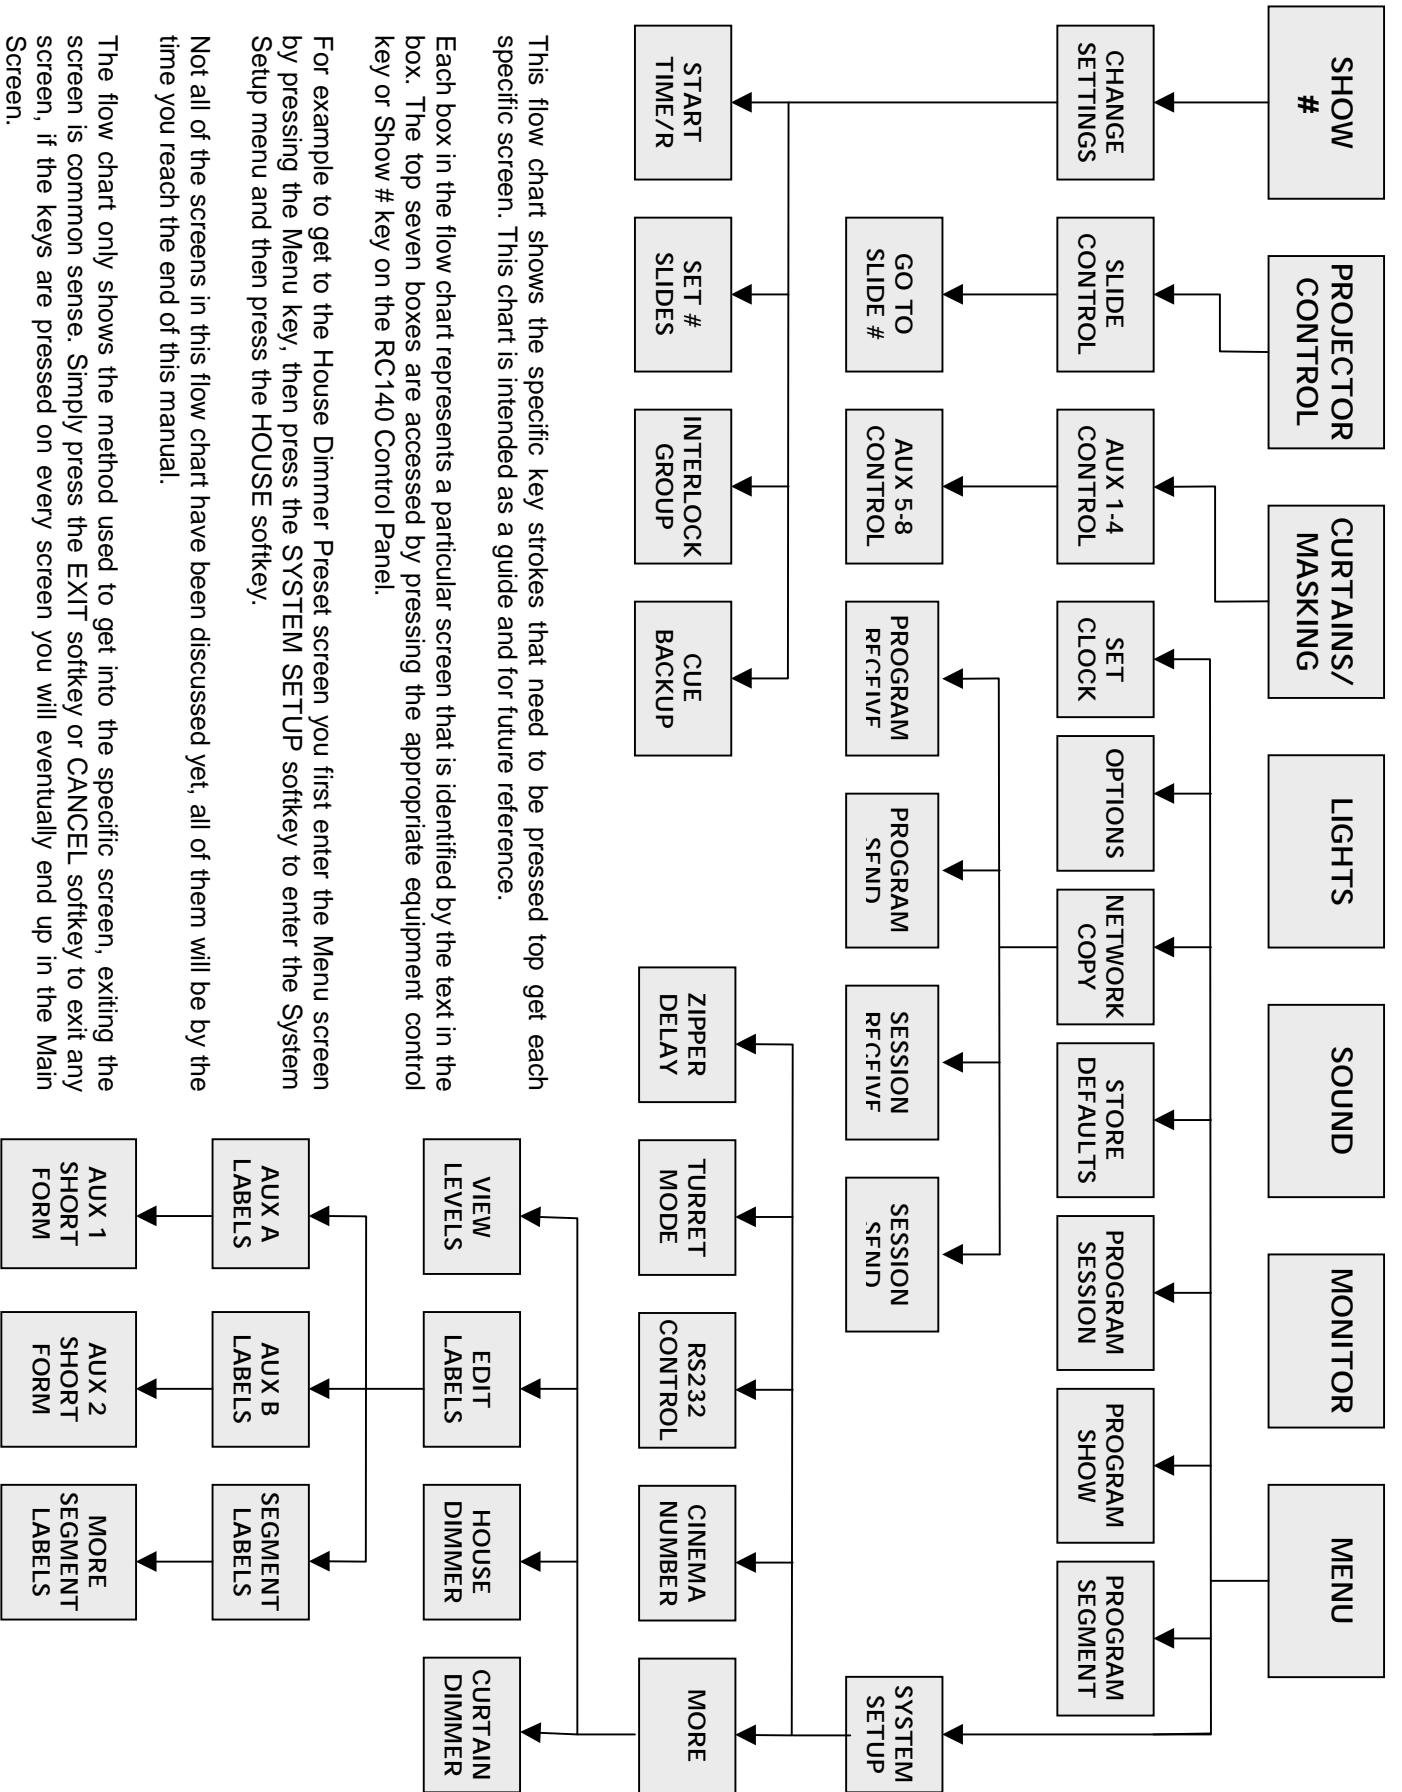 SHOW
#
PROJECTOR
CONTROL
CURTAINS/
MASKING
LIGHTS
SOUND
MONITOR
MENU
CHANGE
SETTINGS
SLIDE
CONTROL
AUX 1-4
CONTROL
SET
CLOCK
OPTIONS
NETWORK
COPY
STORE
DEFAULTS
PROGRAM
SESSION
PROGRAM
SHOW
PROGRAM
SEGMENT
GO TO
SLIDE #
AUX 5-8
CONTROL
PROGRAM
RECEIVE
PROGRAM
SEND
SESSION
RECEIVE
SESSION
SEND
SYSTEM
SETUP
START
TIME/R
SET #
SLIDES
INTERLOCK
GROUP
CUE
BACKUP
ZIPPER
DELAY
TURRET
MODE
RS232
CONTROL
CINEMA
NUMBER
MORE
VIEW
LEVELS
EDIT
LABELS
HOUSE
DIMMER
CURTAIN
DIMMER
AUX A
LABELS
AUX B
LABELS
SEGMENT
LABELS
AUX 1
SHORT
FORM
AUX 2
SHORT
FORM
MORE
SEGMENT
LABELS
This flow chart shows the specific key strokes that need to be pressed top get each
specific screen. This chart is intended as a guide and for future reference.
Each box in the flow chart represents a particular screen that is identified by the text in the
box. The top seven boxes are accessed by pressing the appropriate equipment control
key or Show # key on the RC140 Control Panel.
For example to get to the House Dimmer Preset screen you first enter the Menu screen
by pressing the Menu key, then press the SYSTEM SETUP softkey to enter the System
Setup menu and then press the HOUSE softkey.
Not all of the screens in this flow chart have been discussed yet, all of them will be by the
time you reach the end of this manual.
The flow chart only shows the method used to get into the specific screen, exiting the
screen is common sense. Simply press the EXIT softkey or CANCEL softkey to exit any
screen, if the keys are pressed on every screen you will eventually end up in the Main
Screen.